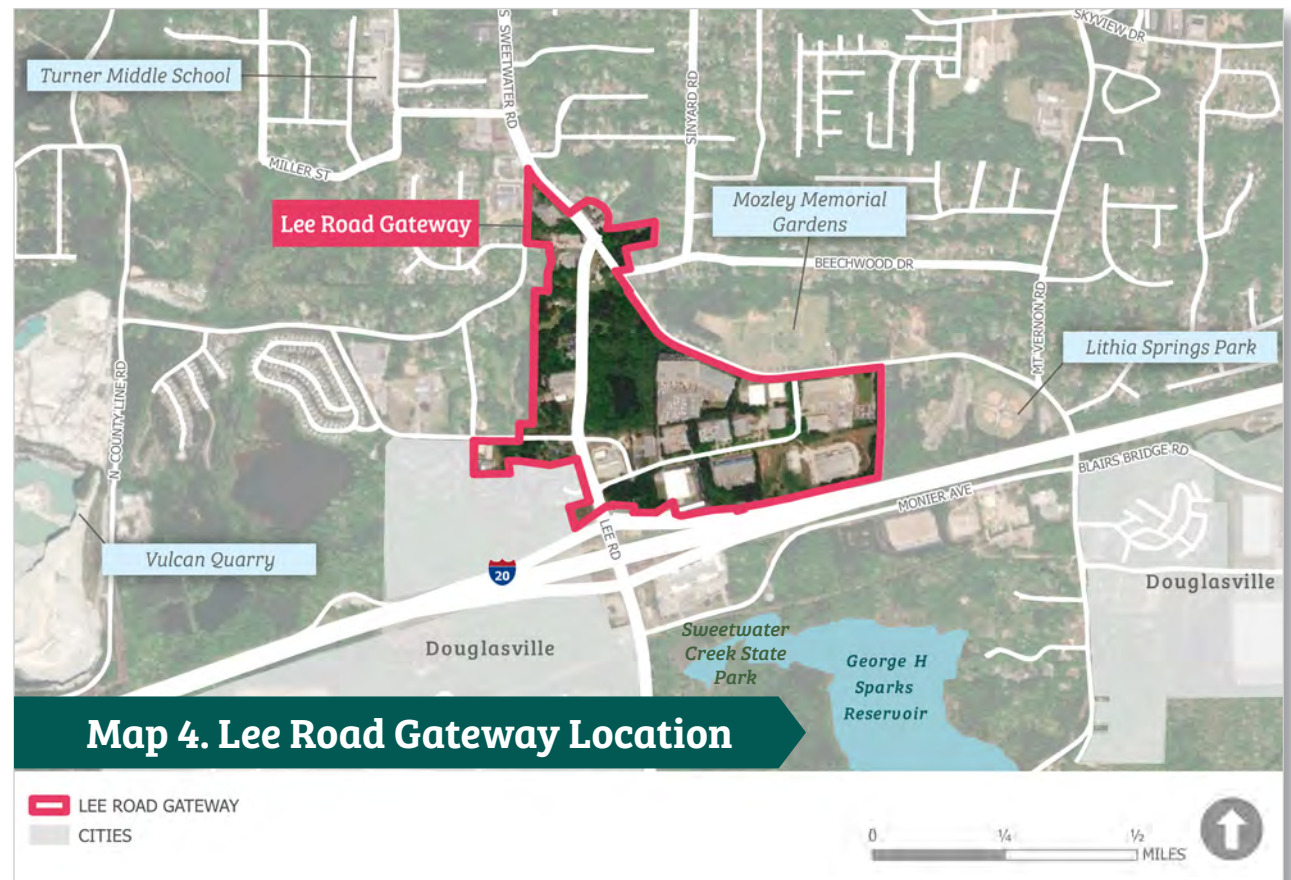 S SWEETWATER RD
SKYVIEW DR
Turner Middle School
SINYARD RD
MILLER ST
Mozley Memorial
Gardens
Lee Road Gateway
BEECHWOOD DR
MT VERNON RD
Lithia Springs Park
N COUNTY LINE RD
BLAIRS BRIDGE RD
MONIER AVE
LEE RD
Vulcan Quarry
20
Douglasville
Sweetwater
Creek State
Park
Douglasville
George H
Sparks
Reservoir
Map 4. Lee Road Gateway Location
LEE ROAD GATEWAY
CITIES
0 ¼ ½
MILES